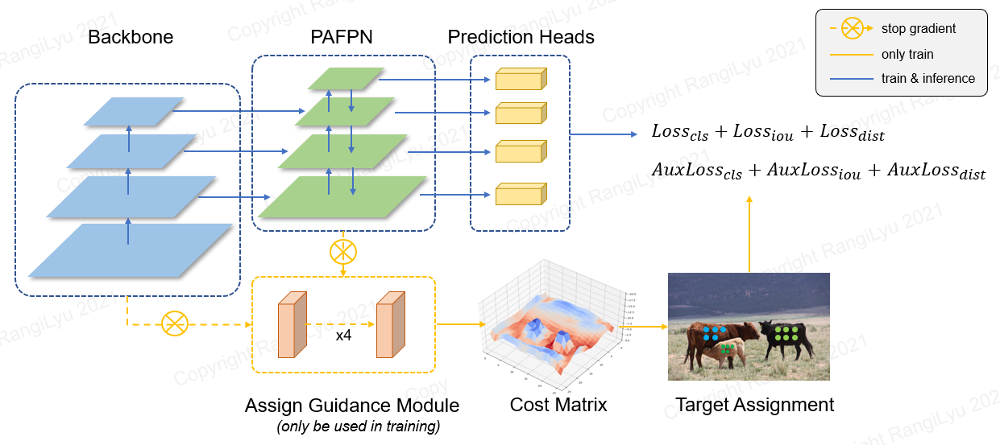 Backbone
PAFPN
Prediction Heads
stop gradient
only train
train & inference
Loss_cls + Loss_iou + Loss_dist
AuxLoss_cls + AuxLoss_iou + AuxLoss_dist
x4
Assign Guidance Module
(only be used in training)
Cost Matrix
Target Assignment
Copyright RangiLyu 2021